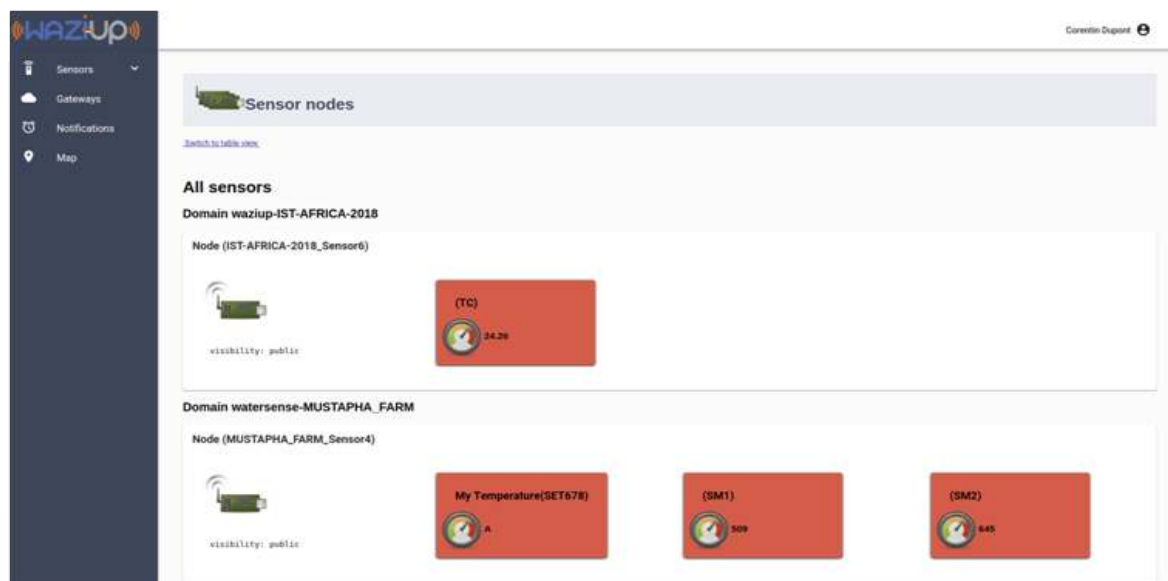 WAZIUP
Corentin Dupont
Sensors
Gateways
Notifications
Map
Sensor nodes
Switch to table view
All sensors
Domain waziup-IST-AFRICA-2018
Node (IST-AFRICA-2018_Sensor6)
(TC)
24.26
visibility: public
Domain watersense-MUSTAPHA_FARM
Node (MUSTAPHA_FARM_Sensor4)
My Temperature(SET678)
(SM1)
(SM2)
A
509
645
visibility: public